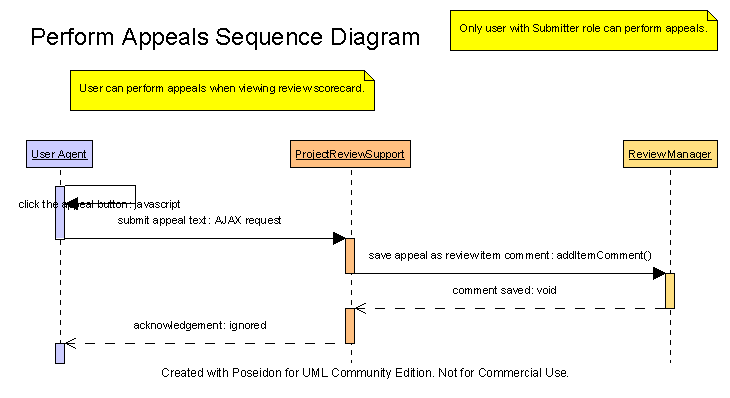 Only user with Submitter role can perform appeals.
Perform Appeals Sequence Diagram
User can perform appeals when viewing review scorecard.
User Agent
ProjectReviewSupport
ReviewManager
click the appeal button: javascript
submit appeal text: AJAX request
save appeal as review item comment: addItemComment()
comment saved: void
acknowledgement: ignored
Created with Poseidon for UML Community Edition. Not for Commercial Use.